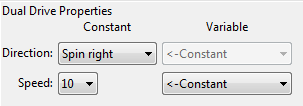 Dual Drive Properties
Constant Variable
Direction: Spin right <-Constant
Speed: 10 <-Constant